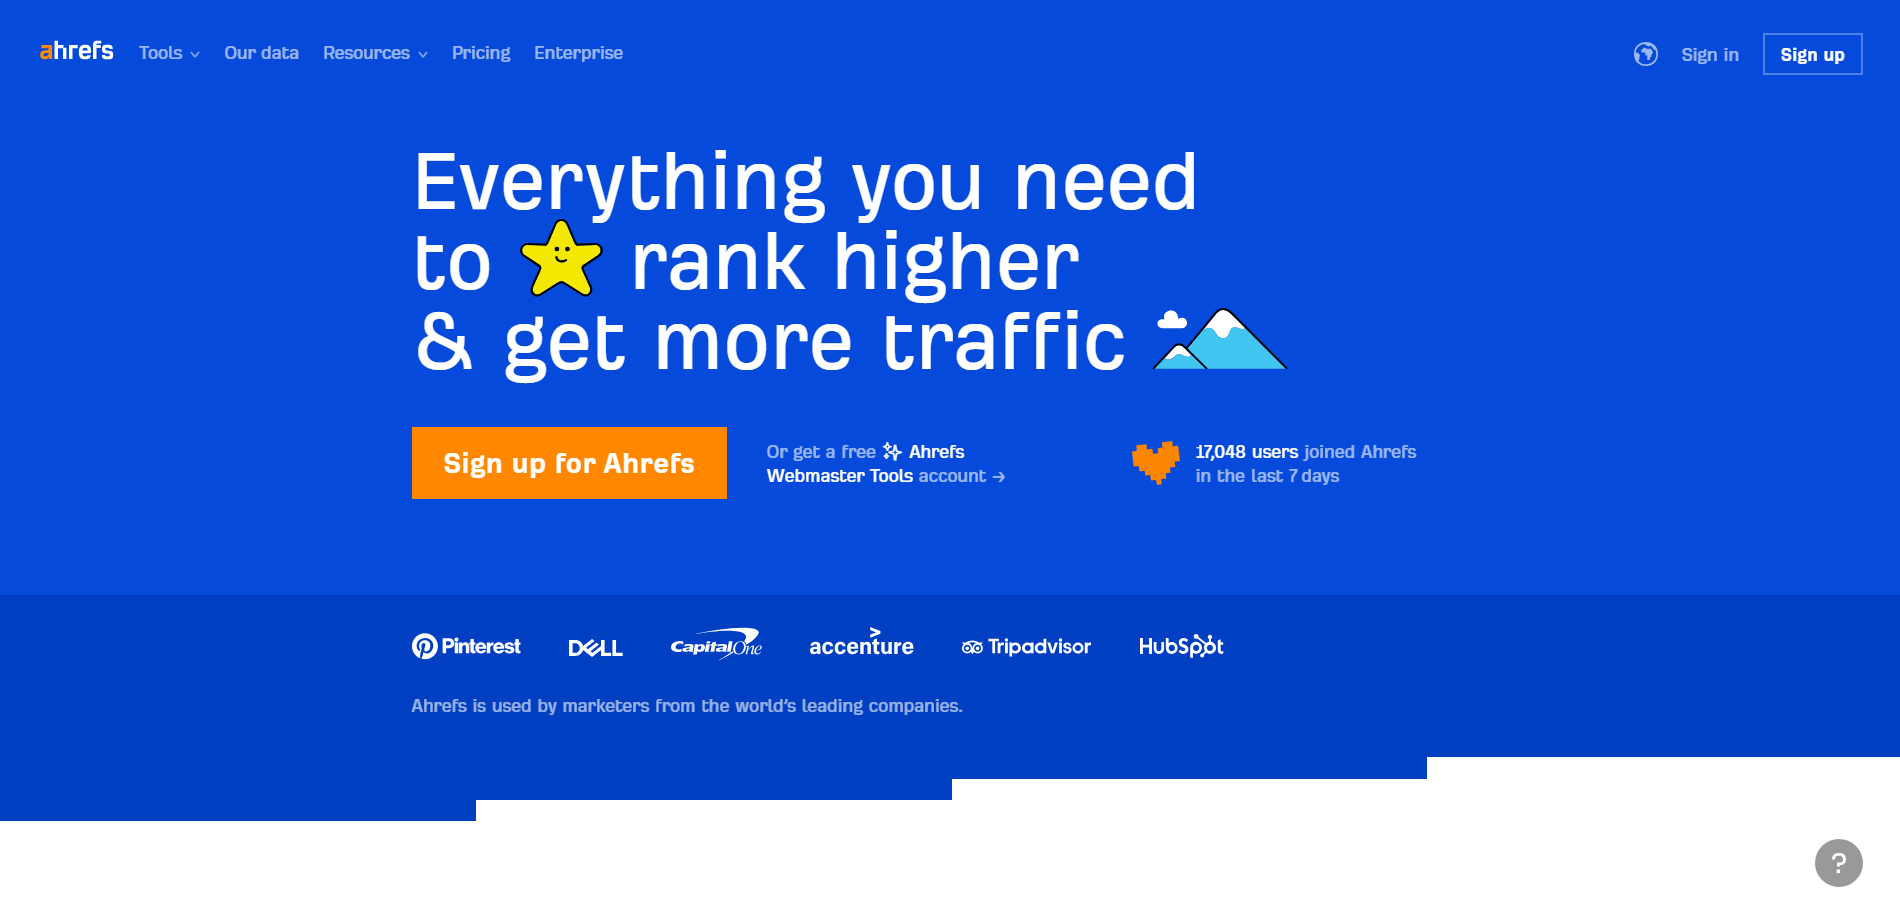 ahrefs Tools Our data Resources Pricing Enterprise Sign in Sign up
Everything you need
to rank higher
& get more traffic
Sign up for Ahrefs
Or get a free Ahrefs
Webmaster Tools account →
17,048 users joined Ahrefs
in the last 7 days
Pinterest DELL Capital One accenture Tripadvisor HubSpot
Ahrefs is used by marketers from the world’s leading companies.
?